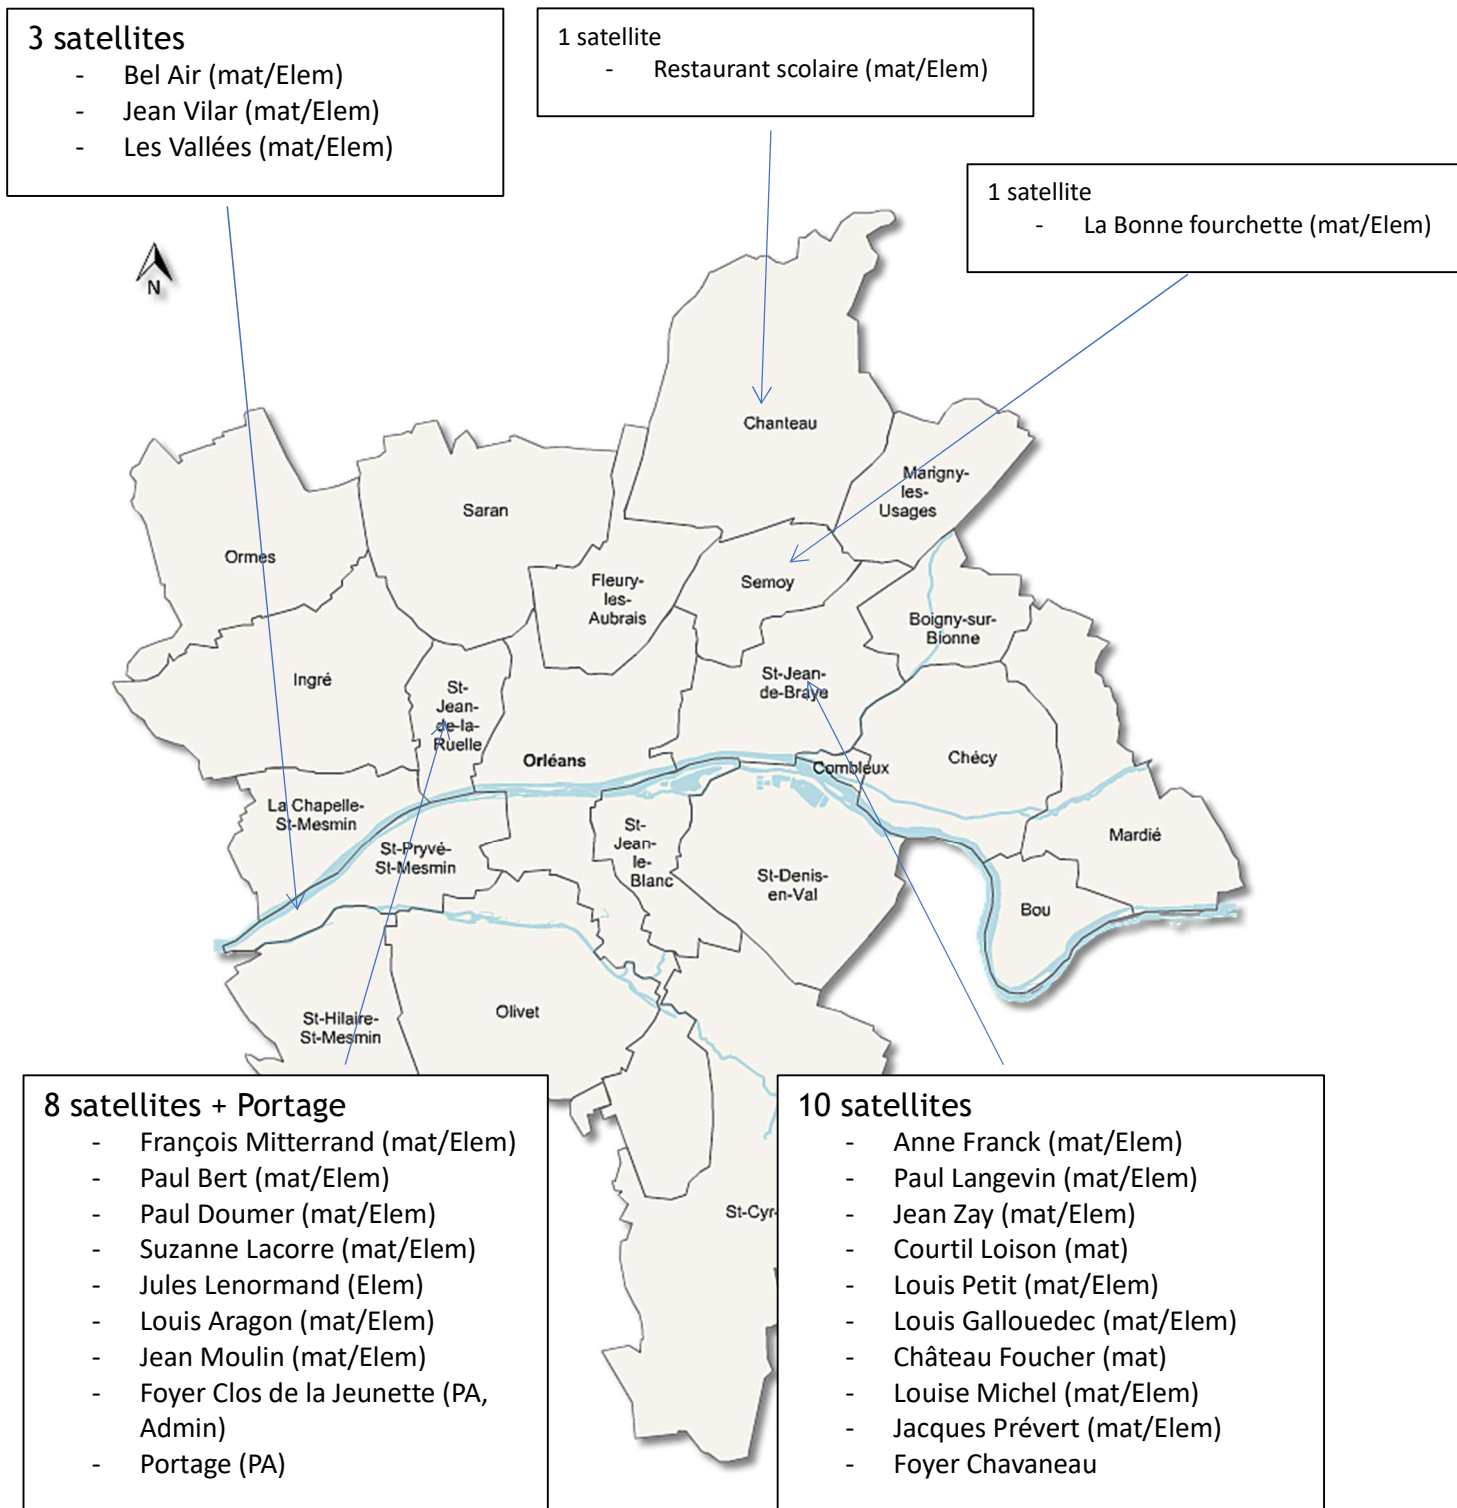 3 satellites
- Bel Air (mat/Elem)
- Jean Vilar (mat/Elem)
- Les Vallées (mat/Elem)
1 satellite
- Restaurant scolaire (mat/Elem)
1 satellite
- La Bonne fourchette (mat/Elem)
N
Chanteau
Marigny-
les-
Usages
Saran
Ormes
Semoy
Fleury-
les-
Aubrais
Boigny-sur-
Bionne
Ingré
St-
Jean-
de-la-
Ruelle
St-Jean-
de-Braye
Orléans
Combleux
Chécy
La Chapelle-
St-Mesmin
St-Pryvé-
St-Mesmin
St-
Jean-
le-
Blanc
St-Denis-
en-Val
Mardié
Bou
St-Hilaire-
St-Mesmin
Olivet
St-Cyr-
8 satellites + Portage
- François Mitterrand (mat/Elem)
- Paul Bert (mat/Elem)
- Paul Doumer (mat/Elem)
- Suzanne Lacorre (mat/Elem)
- Jules Lenormand (Elem)
- Louis Aragon (mat/Elem)
- Jean Moulin (mat/Elem)
- Foyer Clos de la Jeunette (PA,
Admin)
- Portage (PA)
10 satellites
- Anne Franck (mat/Elem)
- Paul Langevin (mat/Elem)
- Jean Zay (mat/Elem)
- Courtil Loison (mat)
- Louis Petit (mat/Elem)
- Louis Gallouedec (mat/Elem)
- Château Foucher (mat)
- Louise Michel (mat/Elem)
- Jacques Prévert (mat/Elem)
- Foyer Chavaneau